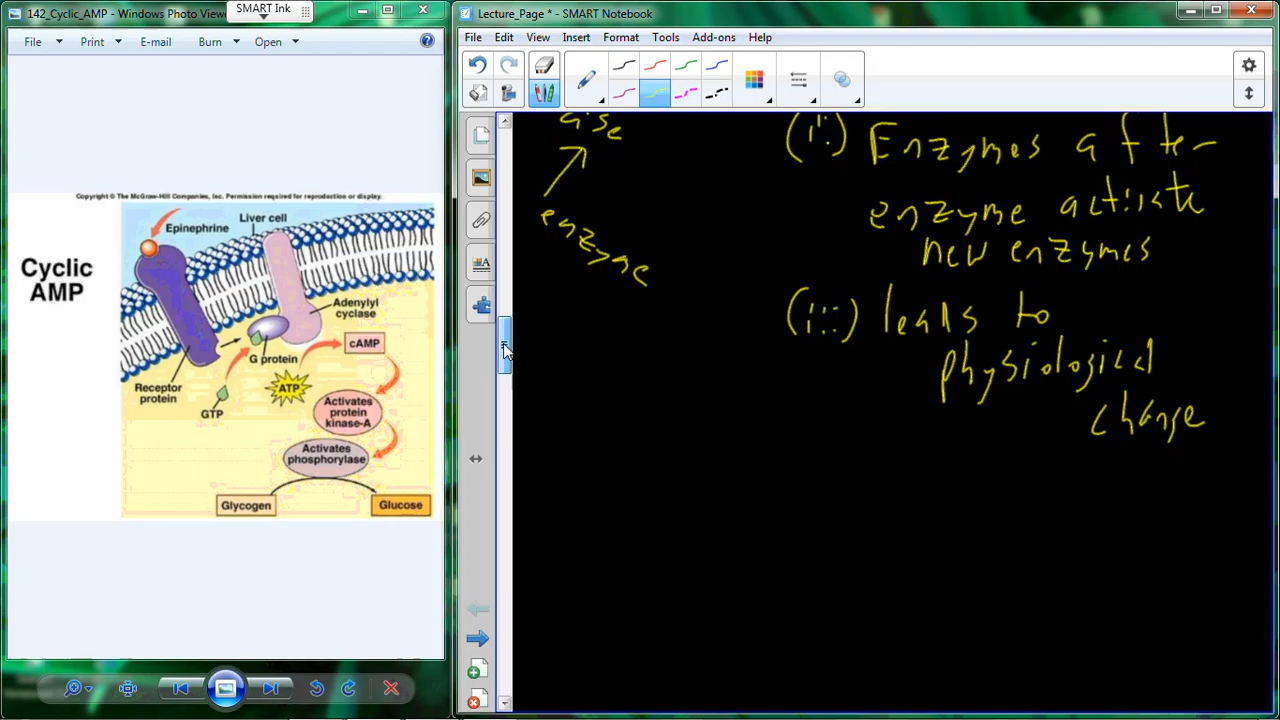 142_Cyclic_AMP - Windows Photo View
SMART Ink
File Print E-mail Burn Open
Copyright © The McGraw-Hill Companies, Inc. Permission required for reproduction or display.
Cyclic
AMP
Epinephrine
Liver cell
Adenylyl
cyclase
G protein
cAMP
Receptor
protein
ATP
GTP
Activates
protein
kinase-A
Activates
phosphorylase
Glycogen
Glucose
Lecture_Page * - SMART Notebook
File Edit View Insert Format Tools Add-ons Help
enzyme
(ii) Enzymes after
enzyme activate
new enzymes
(iii) leads to
physiological
change